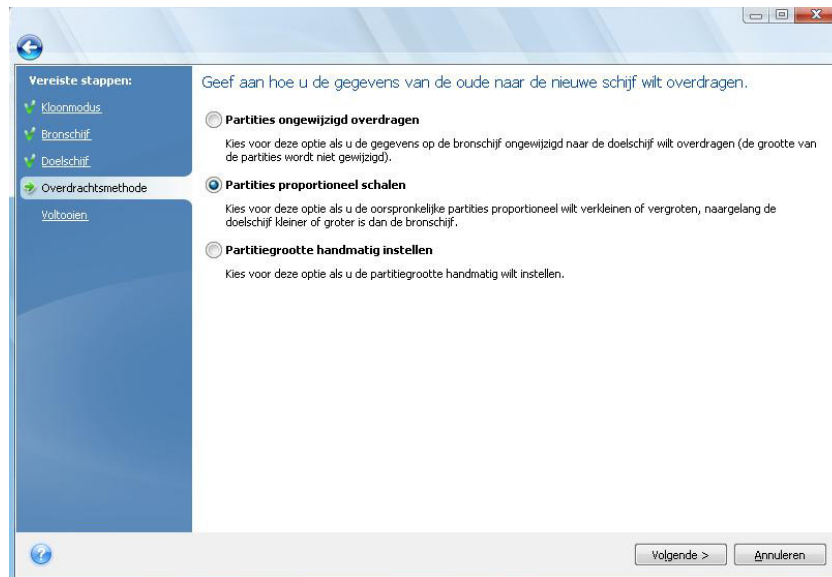 Vereiste stappen:
Kloonmodus
Bronschijf
Doelschijf
Overdrachtsmethode
Voltooien
Geef aan hoe u de gegevens van de oude naar de nieuwe schijf wilt overdragen.
Partities ongewijzigd overdragen
Kies voor deze optie als u de gegevens op de bronschijf ongewijzigd naar de doelschijf wilt overdragen (de grootte van
de partities wordt niet gewijzigd).
Partities proportioneel schalen
Kies voor deze optie als u de oorspronkelijke partities proportioneel wilt verkleinen of vergroten, naargelang de
doelschijf kleiner of groter is dan de bronschijf.
Partitiegrootte handmatig instellen
Kies voor deze optie als u de partitiegrootte handmatig wilt instellen.
Volgende >
Annuleren